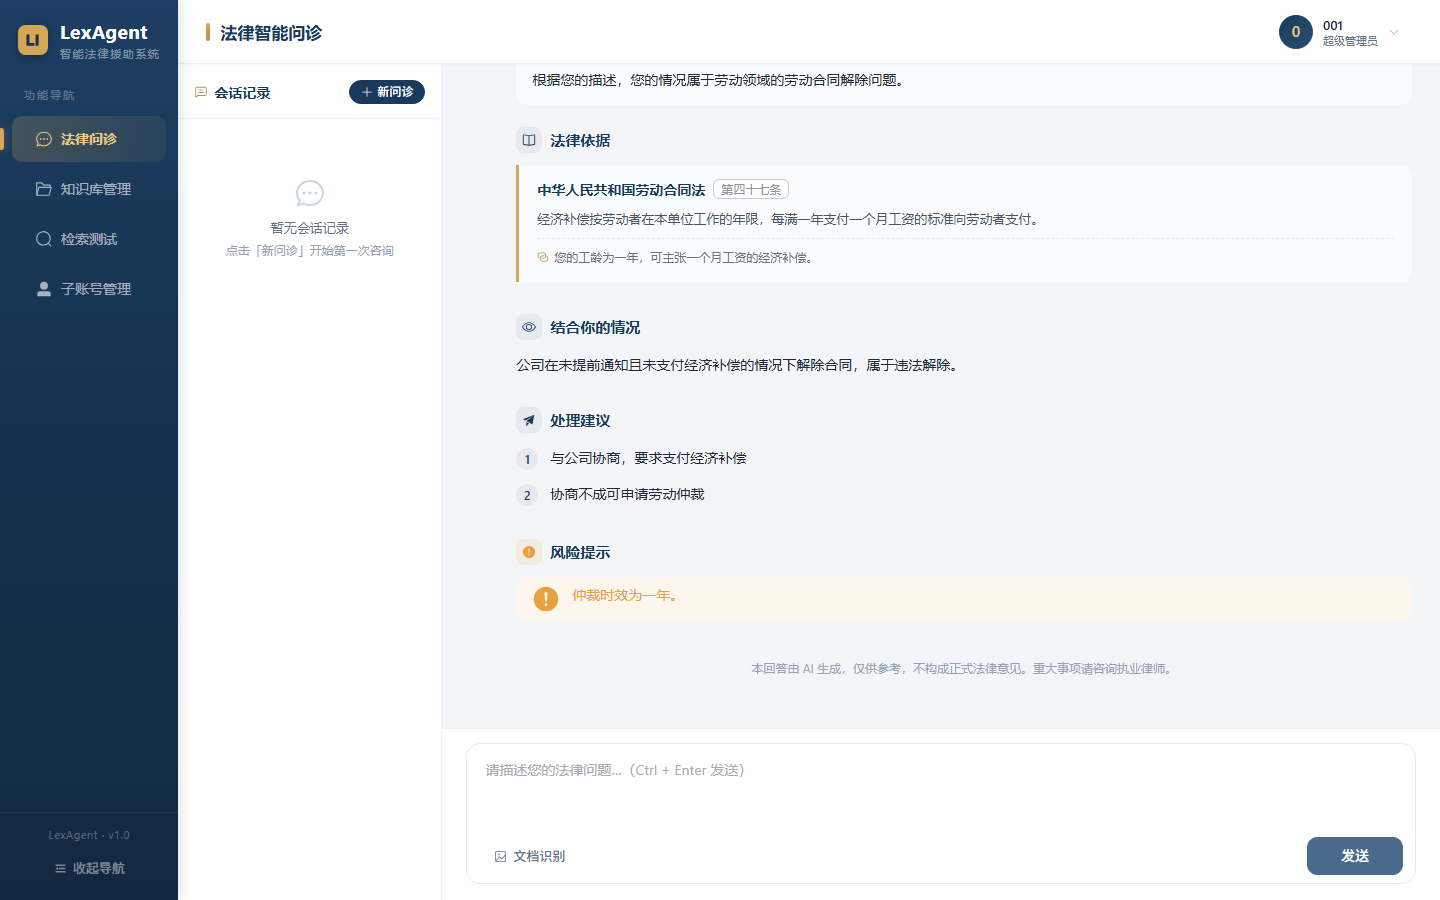 LI
LexAgent
智能法律援助系统
功能导航
法律问诊
知识库管理
检索测试
子账号管理
LexAgent · v1.0
收起导航
法律智能问诊
0
001
超级管理员
会话记录
新问诊
暂无会话记录
点击「新问诊」开始第一次咨询
根据您的描述，您的情况属于劳动领域的劳动合同解除问题。
法律依据
中华人民共和国劳动合同法 第四十七条
经济补偿按劳动者在本单位工作的年限，每满一年支付一个月工资的标准向劳动者支付。
您的工龄为一年，可主张一个月工资的经济补偿。
结合你的情况
公司在未提前通知且未支付经济补偿的情况下解除合同，属于违法解除。
处理建议
1 与公司协商，要求支付经济补偿
2 协商不成可申请劳动仲裁
风险提示
仲裁时效为一年。
本回答由 AI 生成，仅供参考，不构成正式法律意见。重大事项请咨询执业律师。
请描述您的法律问题...（Ctrl + Enter 发送）
文档识别
发送